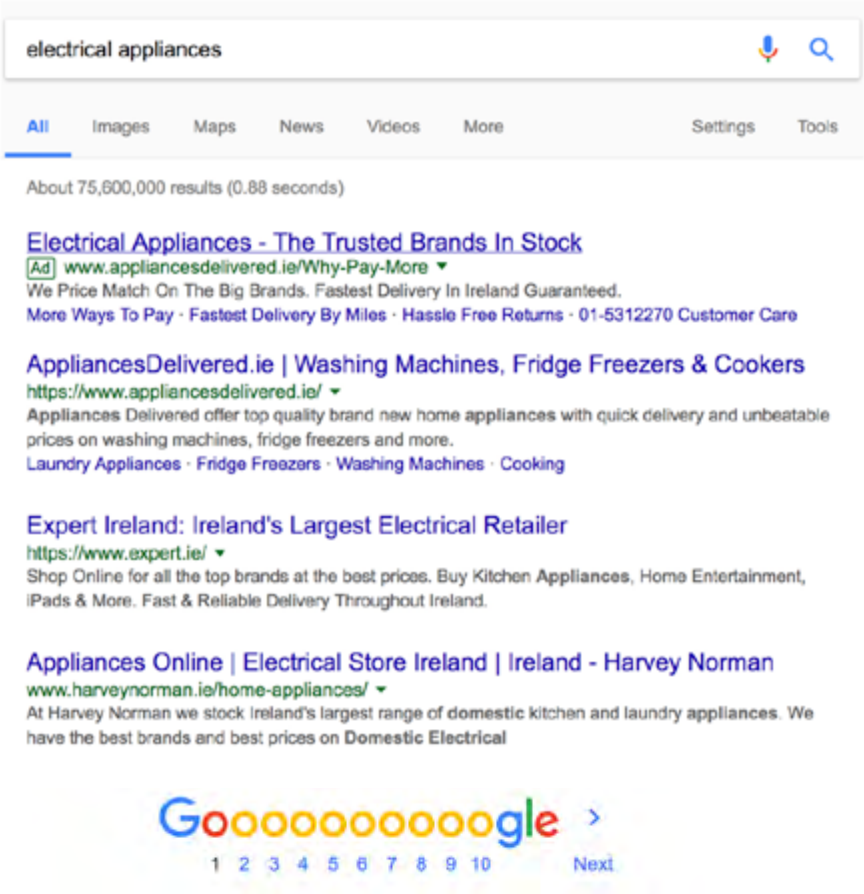 electrical appliances
All Images Maps News Videos More Settings Tools
About 75,600,000 results (0.88 seconds)
Electrical Appliances - The Trusted Brands In Stock
Ad www.appliancesdelivered.ie/Why-Pay-More ▼
We Price Match On The Big Brands. Fastest Delivery In Ireland Guaranteed.
More Ways To Pay · Fastest Delivery By Miles · Hassle Free Returns · 01-5312270 Customer Care
AppliancesDelivered.ie | Washing Machines, Fridge Freezers & Cookers
https://www.appliancesdelivered.ie/ ▼
Appliances Delivered offer top quality brand new home appliances with quick delivery and unbeatable
prices on washing machines, fridge freezers and more.
Laundry Appliances · Fridge Freezers · Washing Machines · Cooking
Expert Ireland: Ireland's Largest Electrical Retailer
https://www.expert.ie/ ▼
Shop Online for all the top brands at the best prices. Buy Kitchen Appliances, Home Entertainment,
iPads & More. Fast & Reliable Delivery Throughout Ireland.
Appliances Online | Electrical Store Ireland | Ireland - Harvey Norman
www.harveynorman.ie/home-appliances/ ▼
At Harvey Norman we stock Ireland's largest range of domestic kitchen and laundry appliances. We
have the best brands and best prices on Domestic Electrical
Goooooooooogle >
1 2 3 4 5 6 7 8 9 10 Next